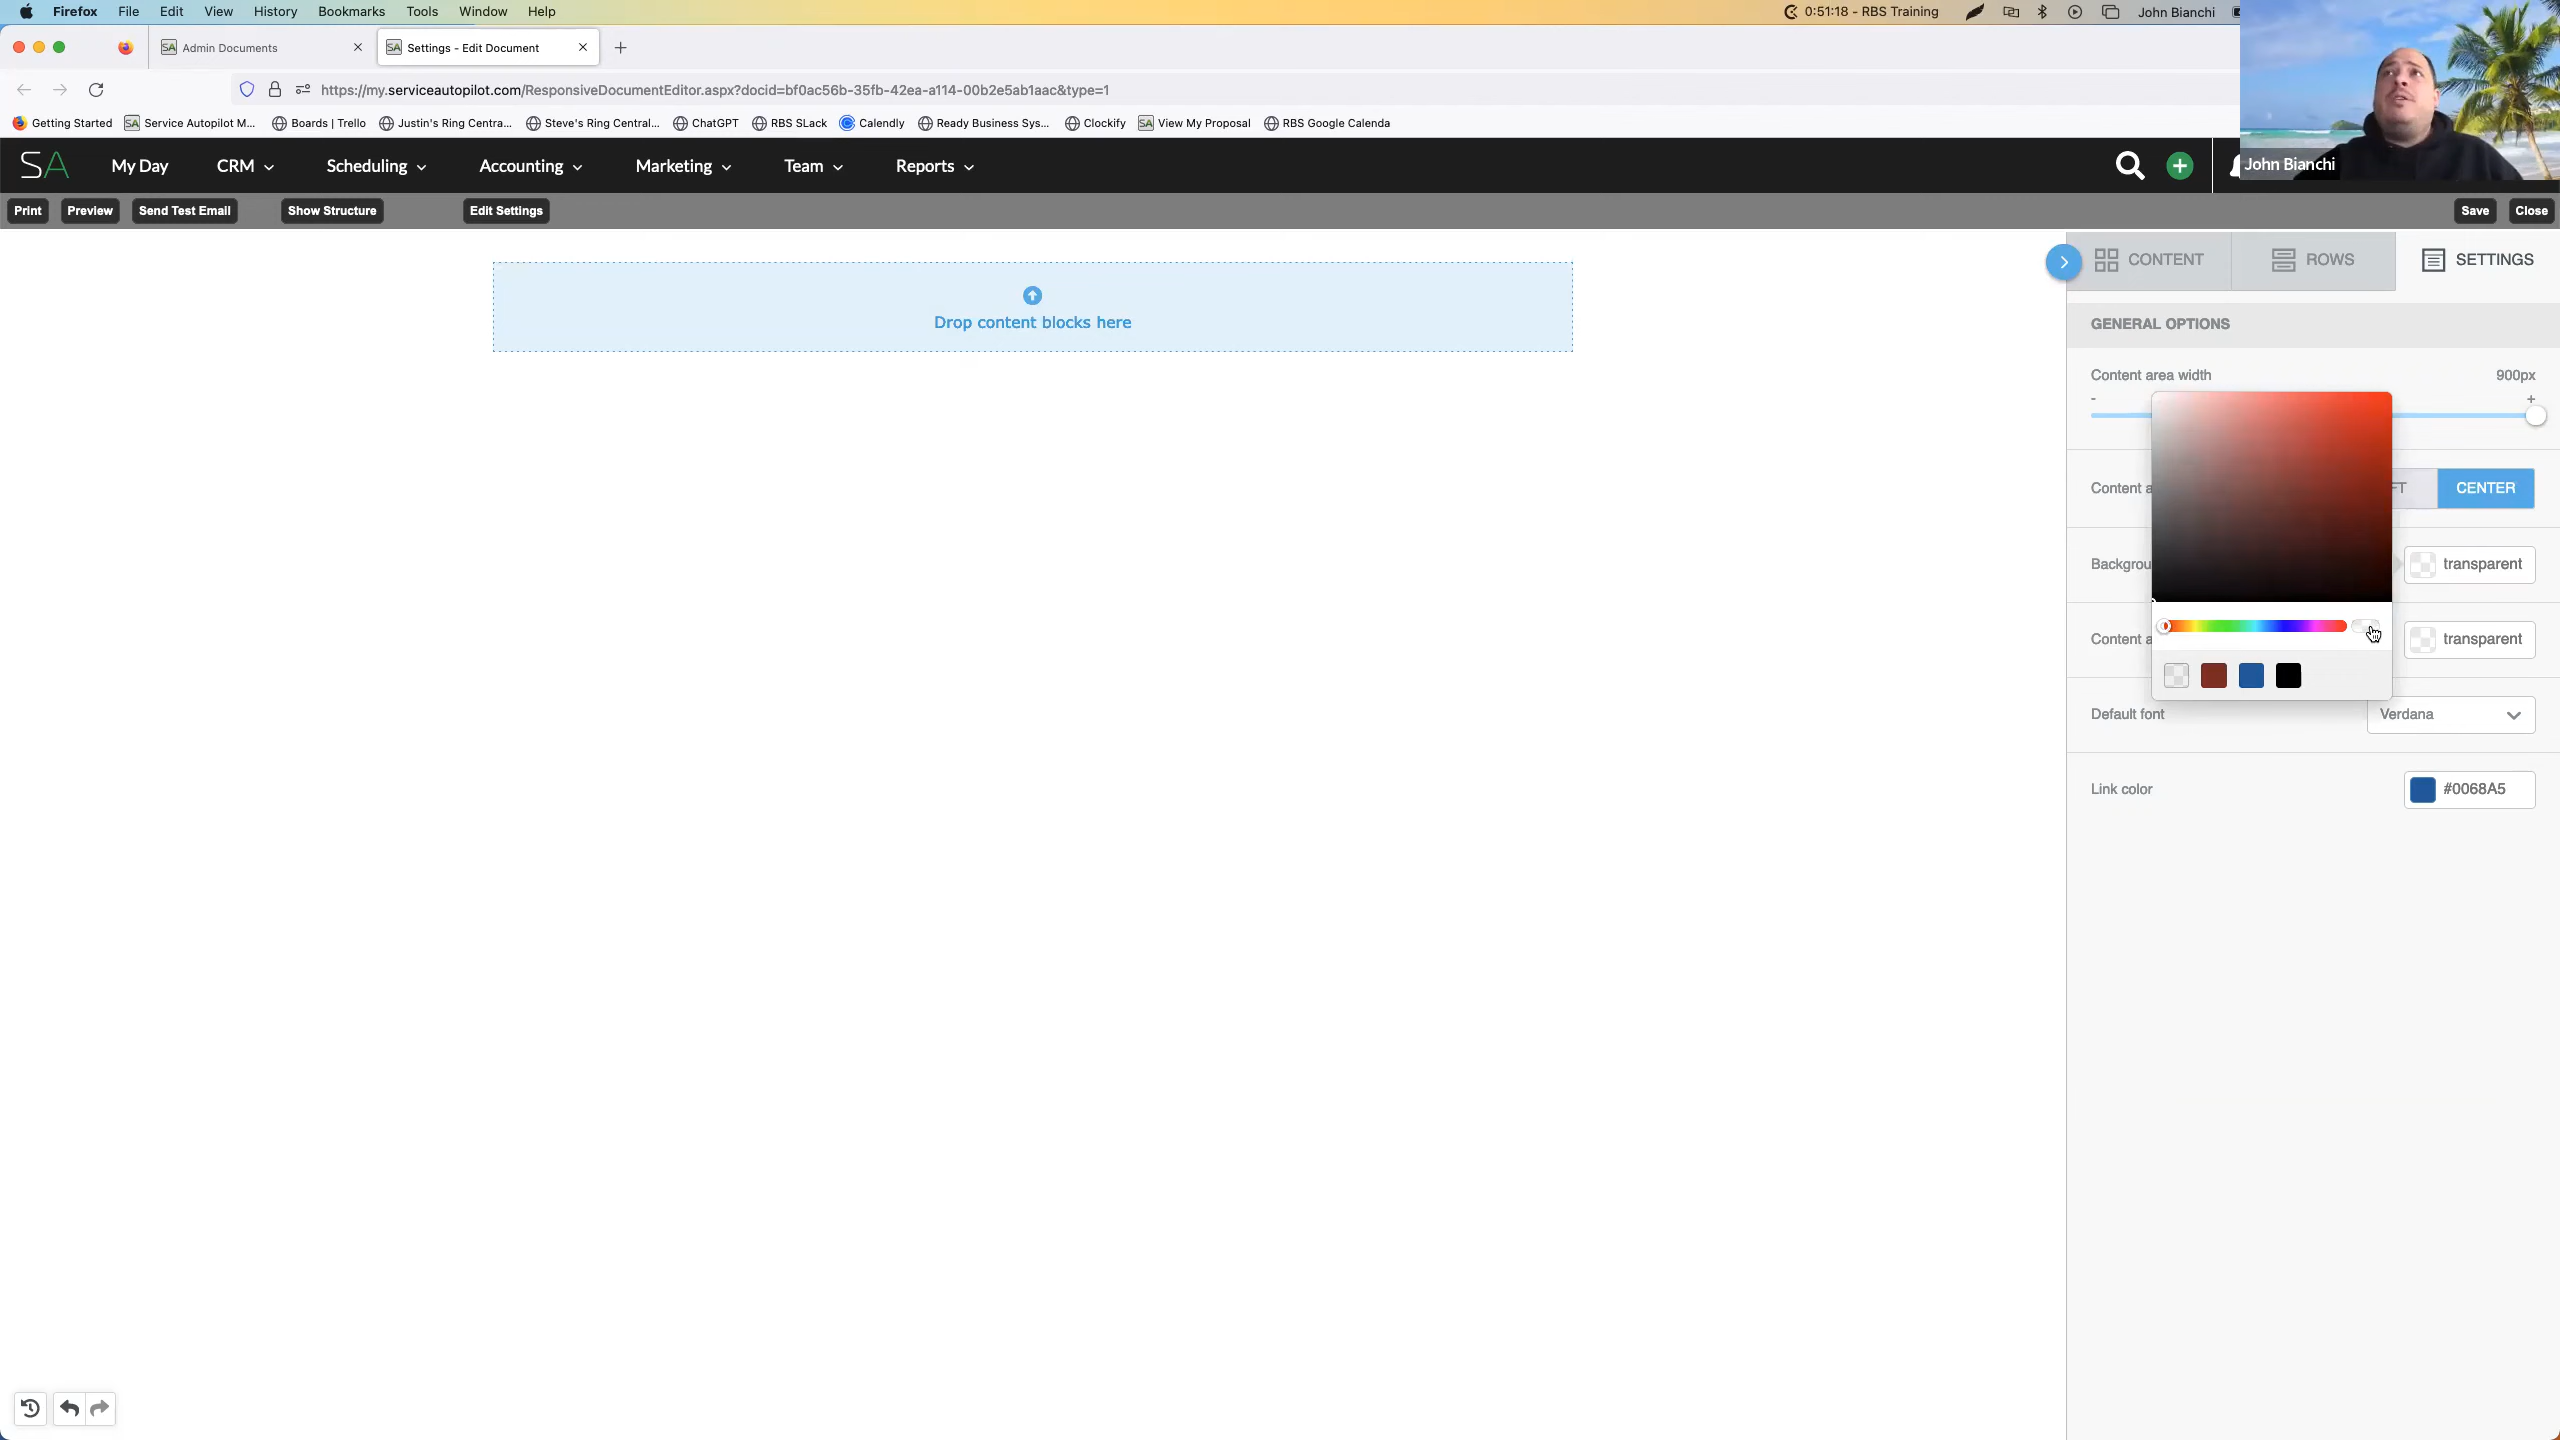 Firefox File Edit View History Bookmarks Tools Window Help
0:51:18 - RBS Training John Bianchi
SA Admin Documents
SA Settings - Edit Document
https://my.serviceautopilot.com/ResponsiveDocumentEditor.aspx?docid=bf0ac56b-35fb-42ea-a114-00b2e5ab1aac&type=1
Getting Started SA Service Autopilot M... Boards | Trello Justin's Ring Centra... Steve's Ring Central... ChatGPT RBS SLack Calendly Ready Business Sys... Clockify SA View My Proposal RBS Google Calenda
SA My Day CRM Scheduling Accounting Marketing Team Reports
John Bianchi
Print Preview Send Test Email Show Structure Edit Settings Save Close
CONTENT ROWS SETTINGS
Drop content blocks here
GENERAL OPTIONS
Content area width 900px
- +
Content a FT CENTER
Backgrou transparent
Content a transparent
Default font Verdana
Link color #0068A5